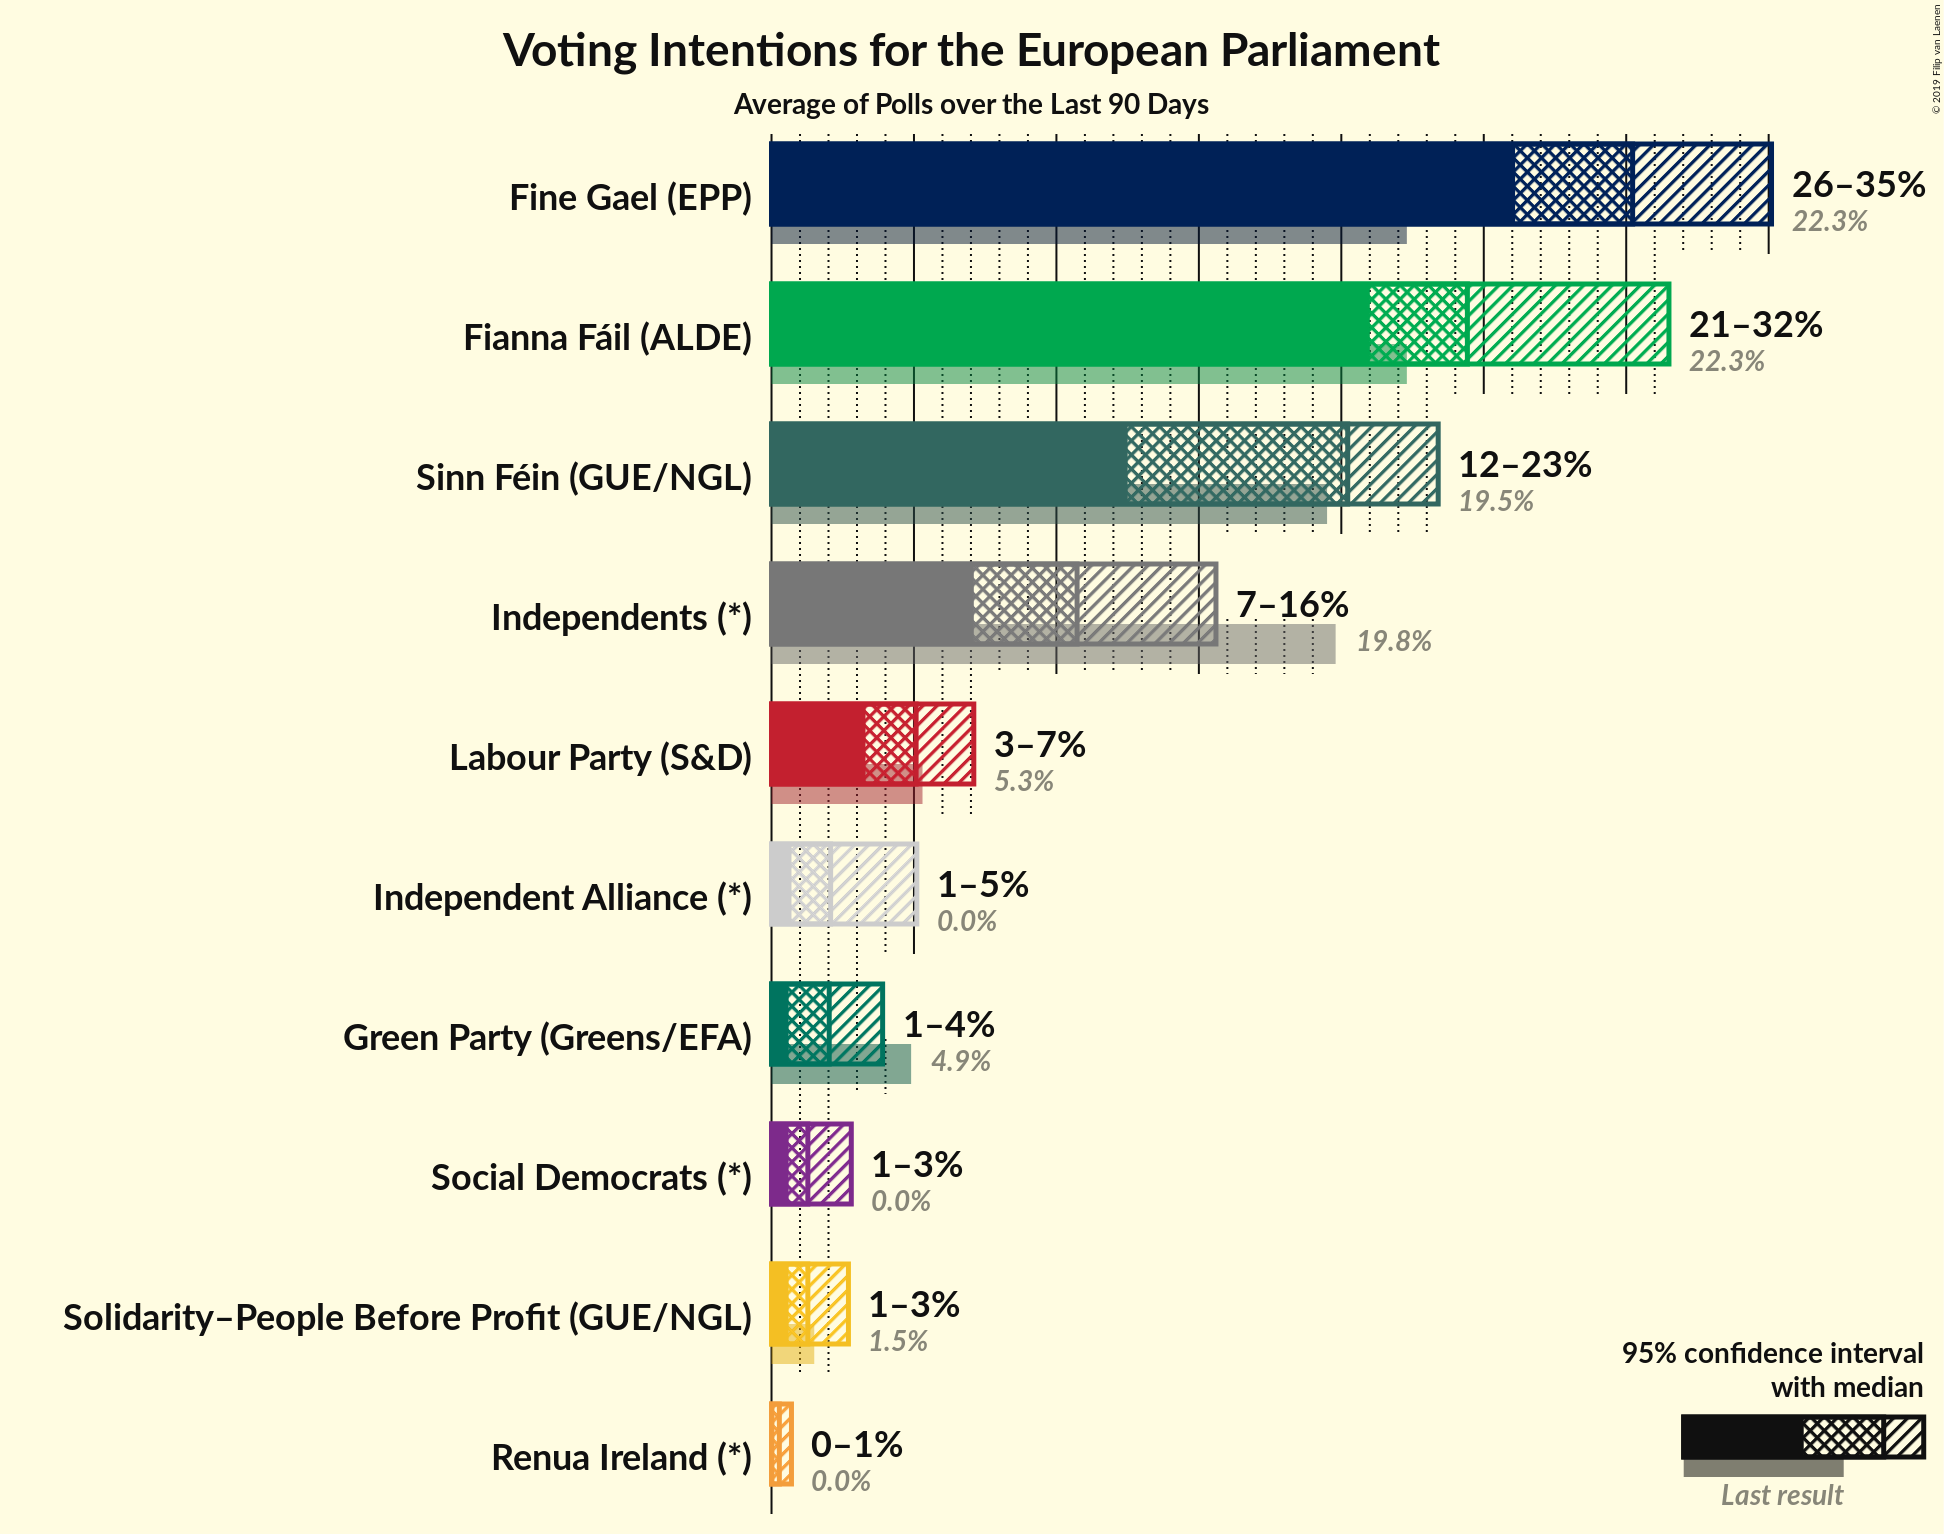 Voting Intentions for the European Parliament
Average of Polls over the Last 90 Days
© 2019 Filip van Laenen
Fine Gael (EPP)
26–35%
22.3%
Fianna Fáil (ALDE)
21–32%
22.3%
Sinn Féin (GUE/NGL)
12–23%
19.5%
Independents (*)
7–16%
19.8%
Labour Party (S&D)
3–7%
5.3%
Independent Alliance (*)
1–5%
0.0%
Green Party (Greens/EFA)
1–4%
4.9%
Social Democrats (*)
1–3%
0.0%
Solidarity–People Before Profit (GUE/NGL)
1–3%
1.5%
Renua Ireland (*)
0–1%
0.0%
95% confidence interval
with median
Last result